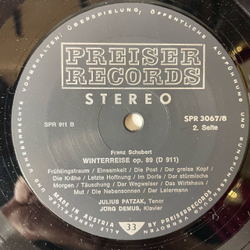 PREISER
RECORDS
STEREO
SPR 911 B
SPR 3067/8
2. Seite
Franz Schubert
WINTERREISE op. 89 (D 911)
Frühlingstraum / Einsamkeit / Die Post / Der greise Kopf /
Die Krähe / Letzte Hoffnung / Im Dorfe / Der stürmische
Morgen / Täuschung / Der Wegweiser / Das Wirtshaus /
Mut / Die Nebensonnen / Der Leiermann
JULIUS PATZAK, Tenor
JÖRG DEMUS, Klavier
33
MADE IN AUSTRIA